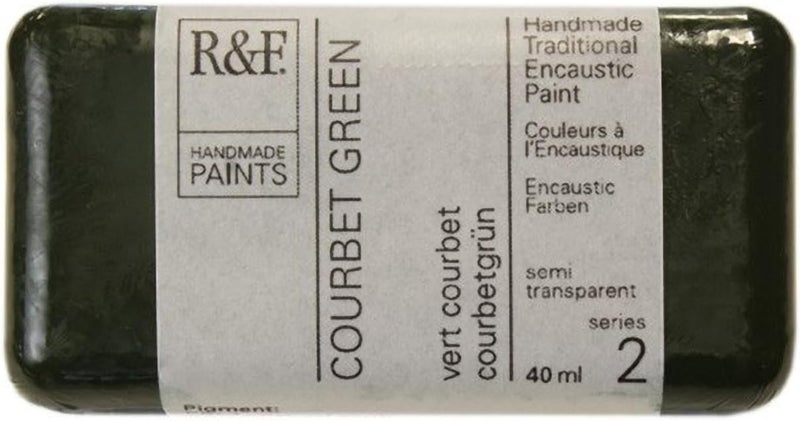 R&F.
HANDMADE
PAINTS
COURBET GREEN
vert courbet
courbetgrün
Handmade
Traditional
Encaustic
Paint
Couleurs à
l'Encaustique
Encaustic
Farben
semi
transparent
series
40 ml 2
Pigment: